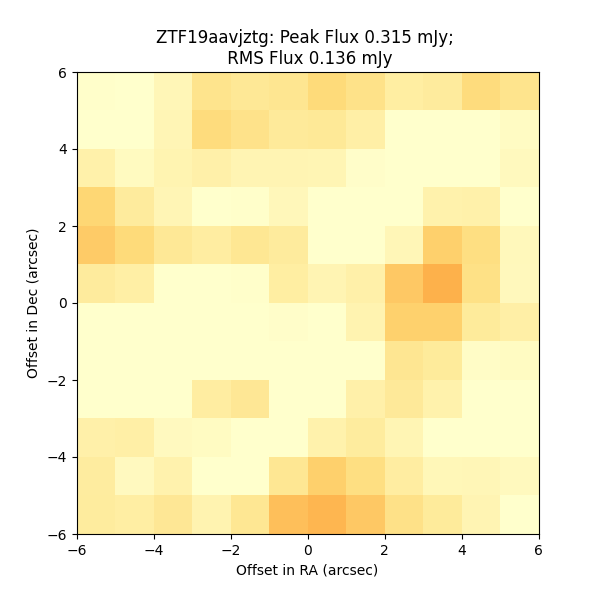 ZTF19aavjztg: Peak Flux 0.315 mJy;
RMS Flux 0.136 mJy
6
4
2
0
−2
−4
−6
Offset in Dec (arcsec)
−6 −4 −2 0 2 4 6
Offset in RA (arcsec)